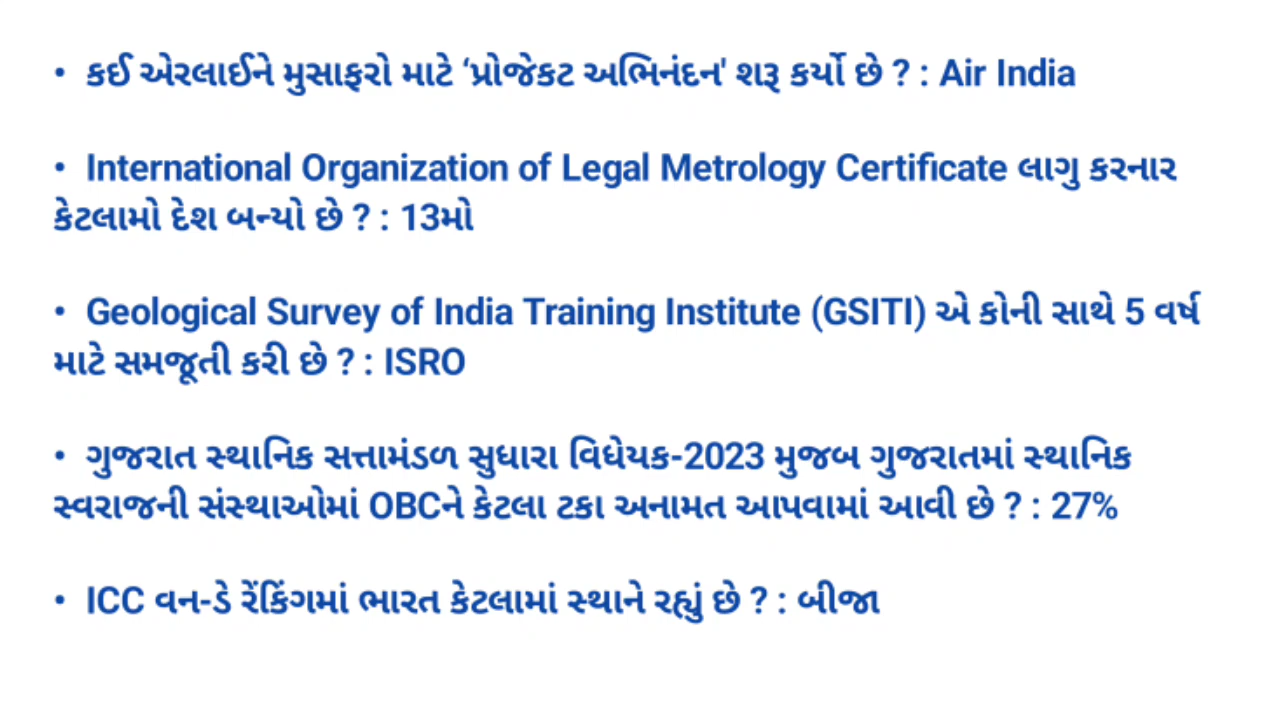 • કઈ એરલાઈને મુસાફરો માટે ‘પ્રોજેકટ અભિનંદન' શરૂ કર્યો છે ? : Air India
• International Organization of Legal Metrology Certificate લાગુ કરનાર
કેટલામો દેશ બન્યો છે ? : 13મો
• Geological Survey of India Training Institute (GSITI) એ કોની સાથે 5 વર્ષ
માટે સમજૂતી કરી છે ? : ISRO
• ગુજરાત સ્થાનિક સત્તામંડળ સુધારા વિધેયક-2023 મુજબ ગુજરાતમાં સ્થાનિક
સ્વરાજની સંસ્થાઓમાં OBCને કેટલા ટકા અનામત આપવામાં આવી છે ? : 27%
• ICC વન-ડે રેંકિંગમાં ભારત કેટલામાં સ્થાને રહ્યું છે ? : બીજા